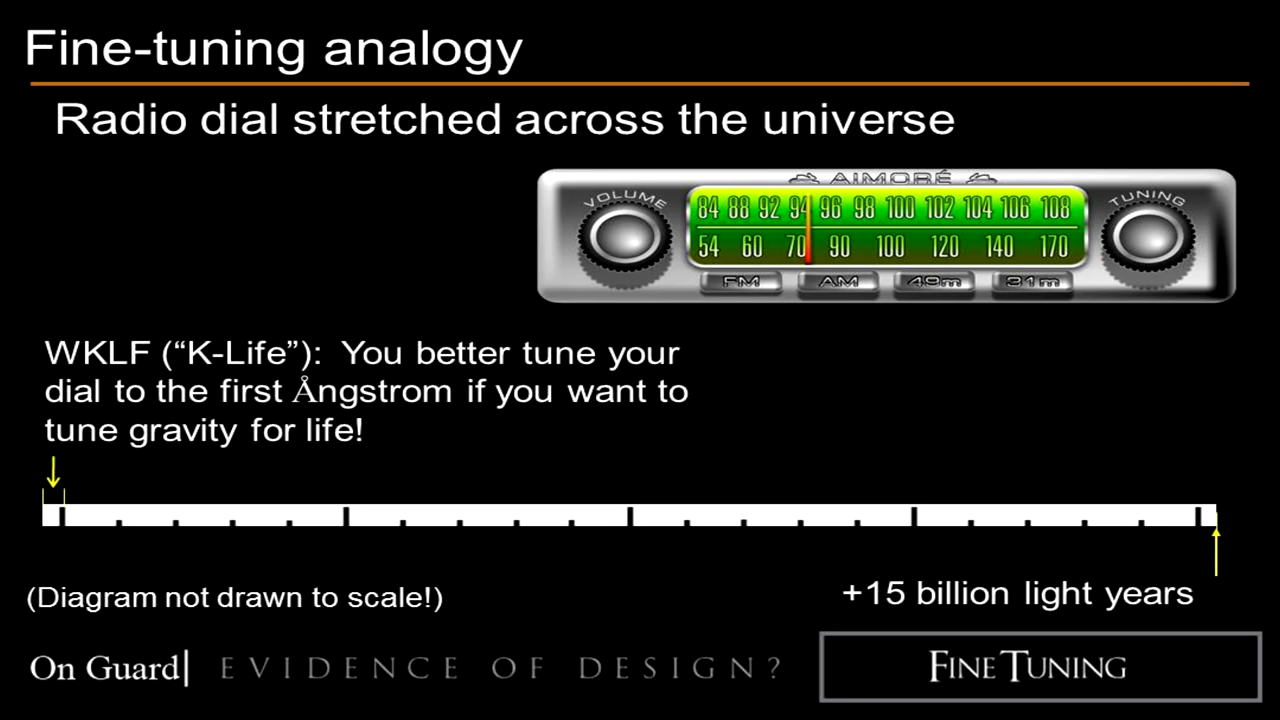 Fine-tuning analogy
Radio dial stretched across the universe
AIMORÉ
VOLUME
TUNING
84 88 92 94 96 98 100 102 104 106 108
54 60 70 90 100 120 140 170
FM AM 49m 31m
WKLF (“K-Life”):  You better tune your
dial to the first Ångstrom if you want to
tune gravity for life!
(Diagram not drawn to scale!)
+15 billion light years
On Guard| EVIDENCE OF DESIGN?
FINE TUNING